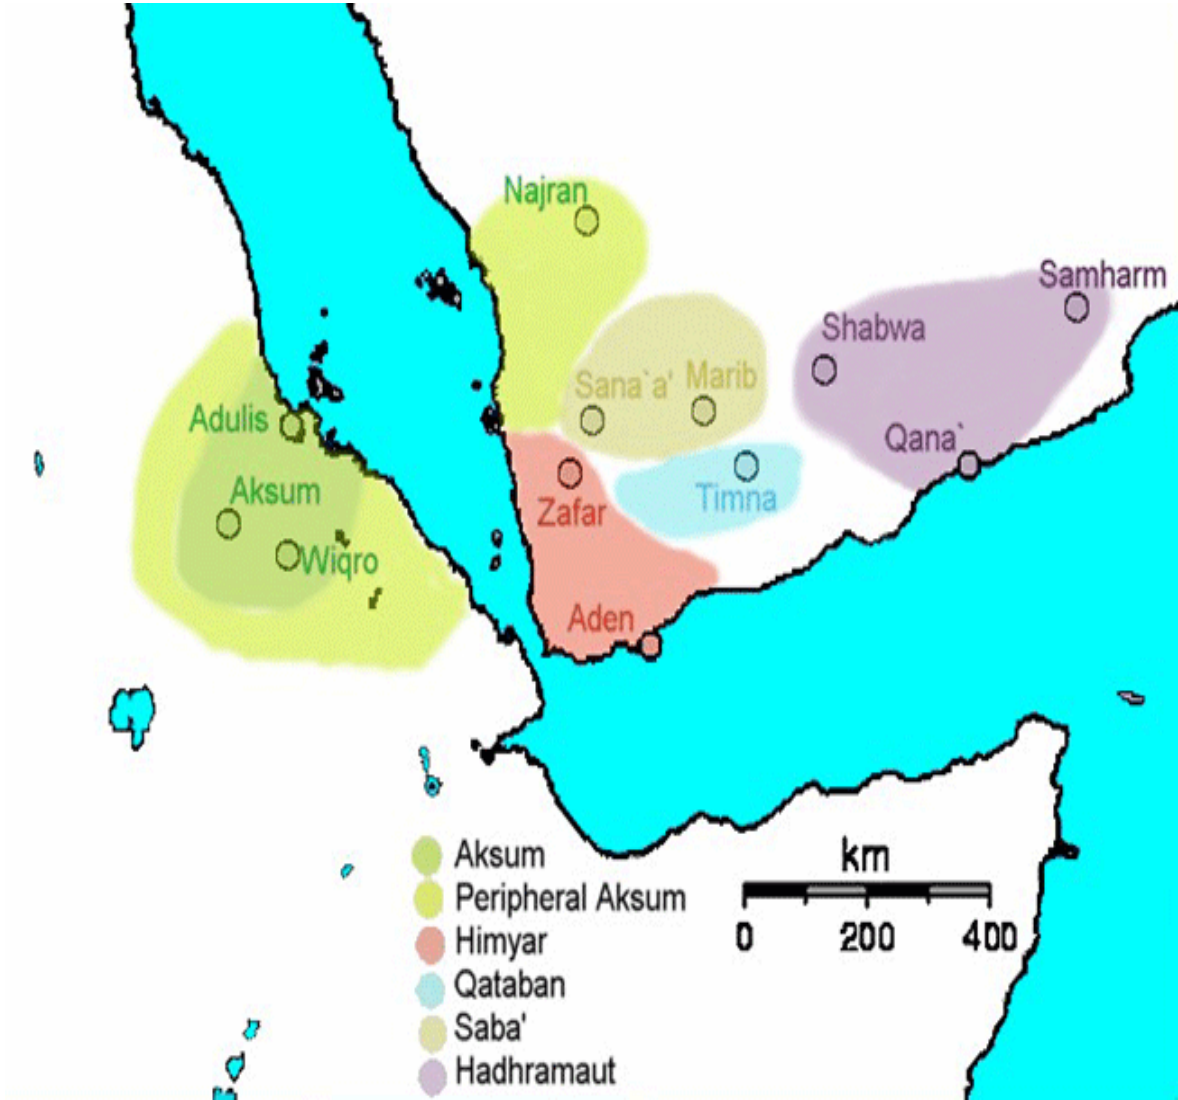 Najran
Samharm
Shabwa
Sana`a' Marib
Adulis
Qana`
Aksum
Timna
Zafar
Wiqro
Aden
Aksum
Peripheral Aksum
Himyar
Qataban
Saba'
Hadhramaut
km
0 200 400